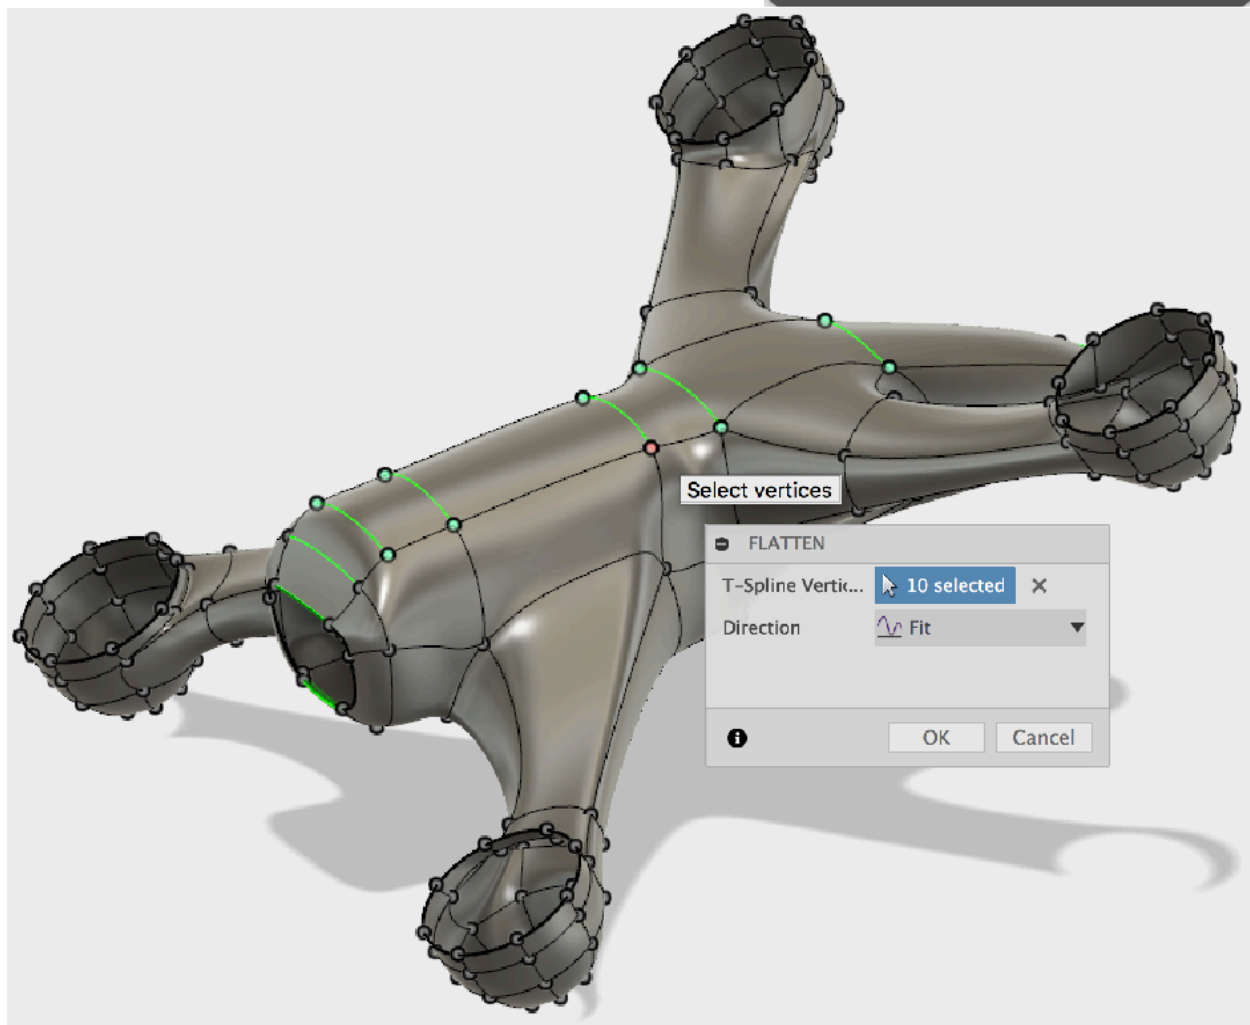 Select vertices
FLATTEN
T-Spline Vertic... 10 selected
Direction Fit
OK Cancel